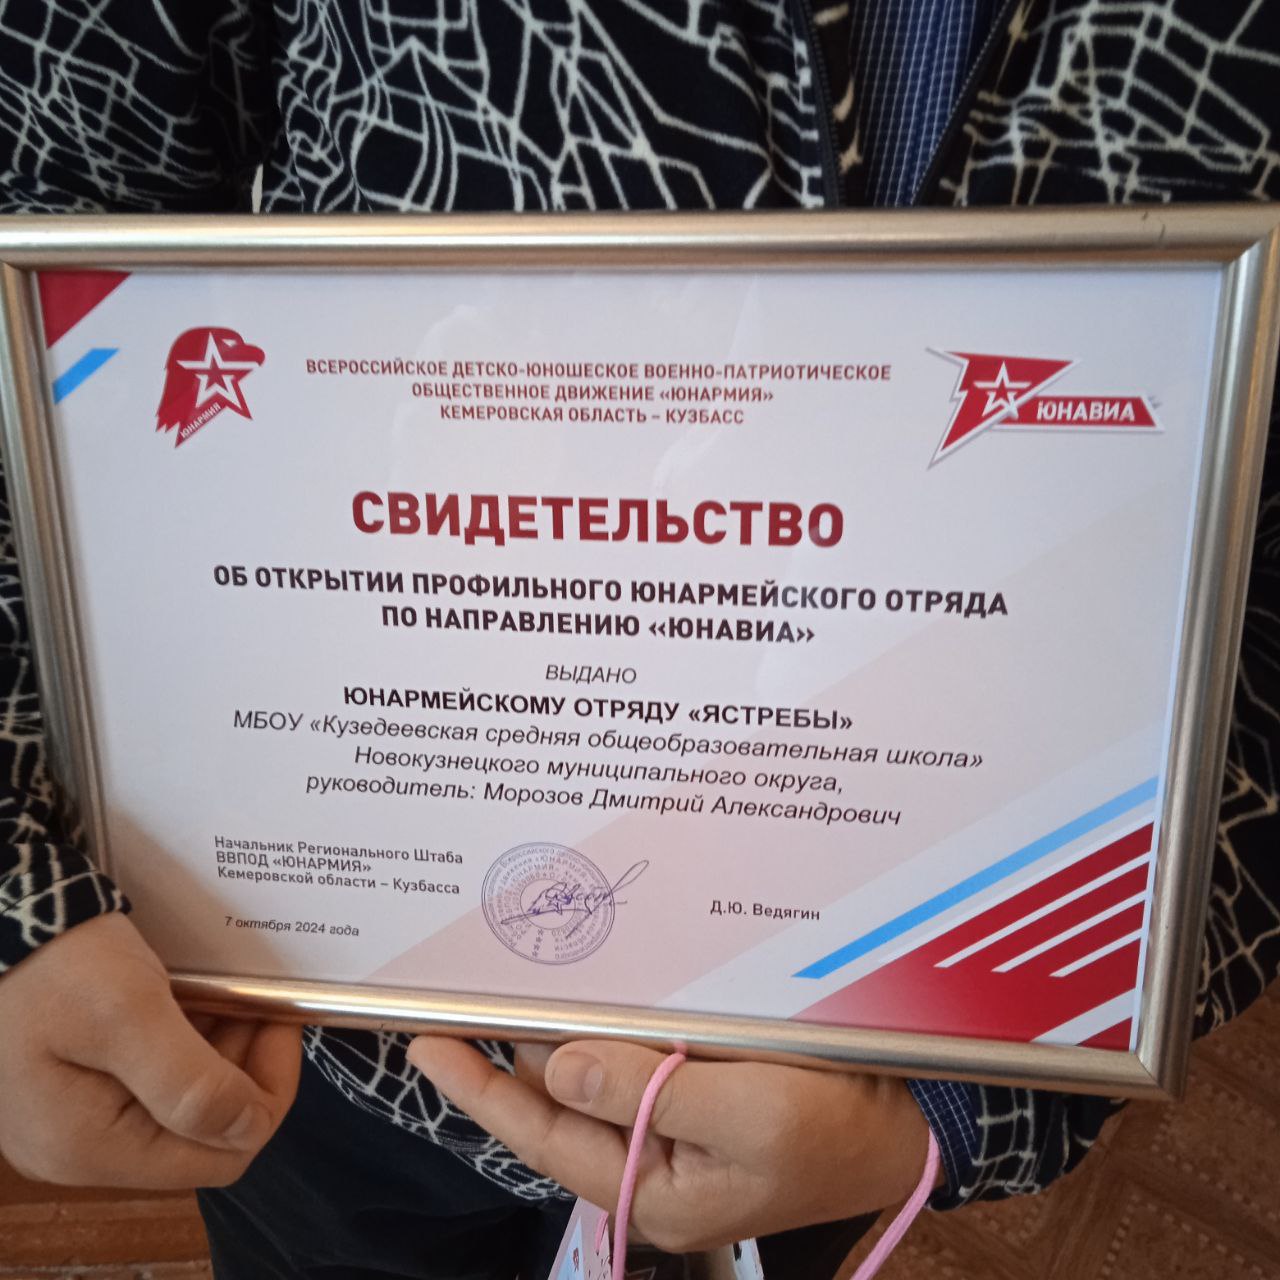 ЮНАРМИЯ
ВСЕРОССИЙСКОЕ ДЕТСКО-ЮНОШЕСКОЕ ВОЕННО-ПАТРИОТИЧЕСКОЕ
ОБЩЕСТВЕННОЕ ДВИЖЕНИЕ «ЮНАРМИЯ»
КЕМЕРОВСКАЯ ОБЛАСТЬ – КУЗБАСС
ЮНАВИА
СВИДЕТЕЛЬСТВО
ОБ ОТКРЫТИИ ПРОФИЛЬНОГО ЮНАРМЕЙСКОГО ОТРЯДА
ПО НАПРАВЛЕНИЮ «ЮНАВИА»
ВЫДАНО
ЮНАРМЕЙСКОМУ ОТРЯДУ «ЯСТРЕБЫ»
МБОУ «Кузедеевская средняя общеобразовательная школа»
Новокузнецкого муниципального округа,
руководитель: Морозов Дмитрий Александрович
Начальник Регионального Штаба
ВВПОД «ЮНАРМИЯ»
Кемеровской области – Кузбасса
Д.Ю. Ведягин
7 октября 2024 года